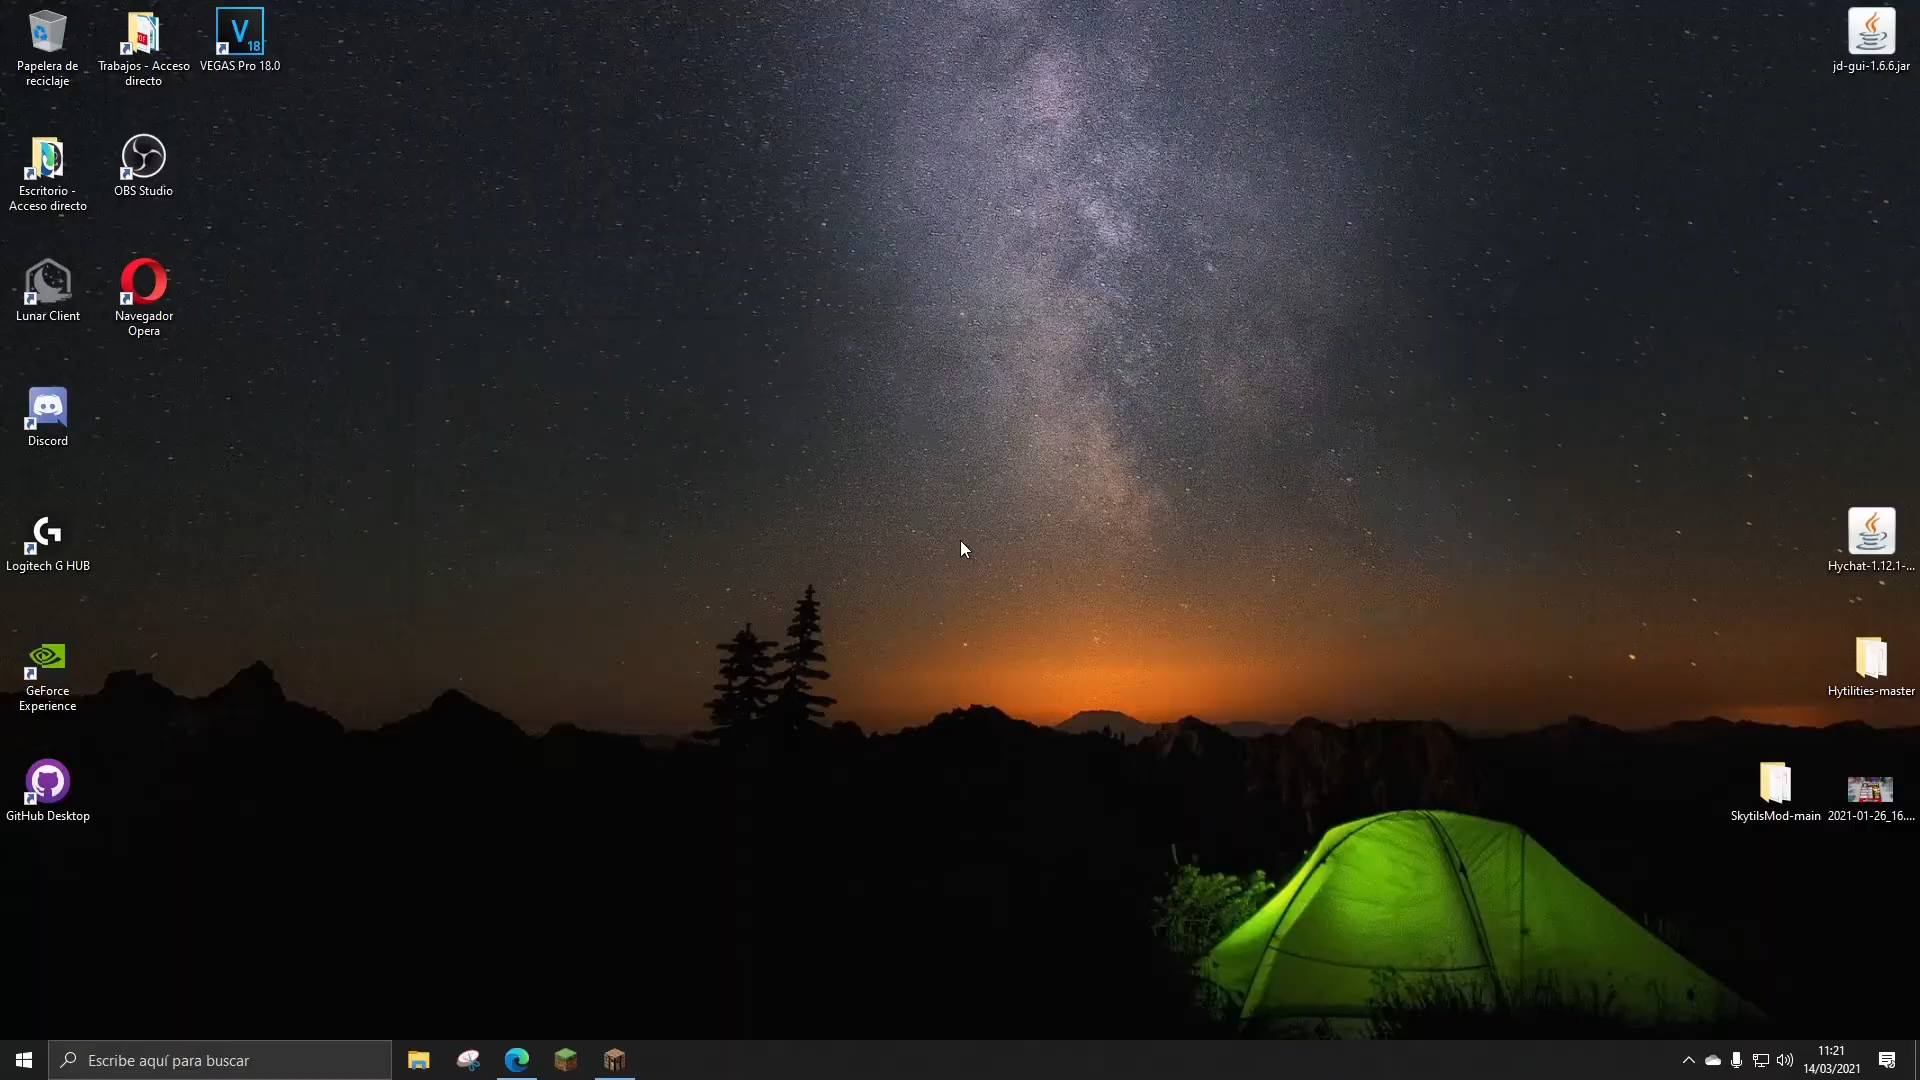 Papelera de
reciclaje
Trabajos - Acceso
directo
V
18
VEGAS Pro 18.0
jd-gui-1.6.6.jar
Escritorio -
Acceso directo
OBS Studio
Lunar Client
Navegador
Opera
Discord
Logitech G HUB
Hychat-1.12.1-...
GeForce
Experience
Hytilities-master
GitHub Desktop
SkytilsMod-main
2021-01-26_16....
Escribe aquí para buscar
11:21
14/03/2021